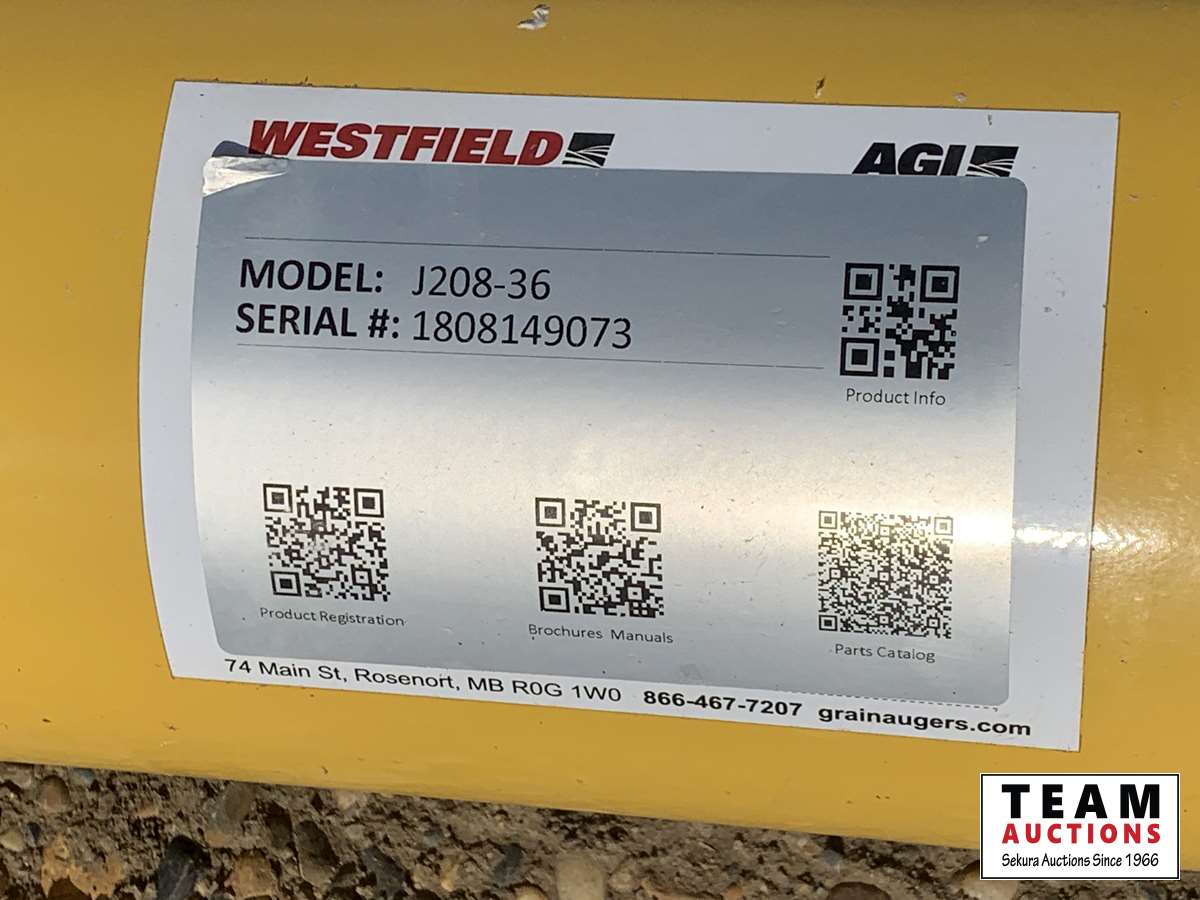 WESTFIELD AGI
MODEL: J208-36
SERIAL #: 1808149073
Product Info
Product Registration
Brochures Manuals
Parts Catalog
74 Main St, Rosenort, MB R0G 1W0 866-467-7207 grainaugers.com
TEAM
AUCTIONS
Sekura Auctions Since 1966